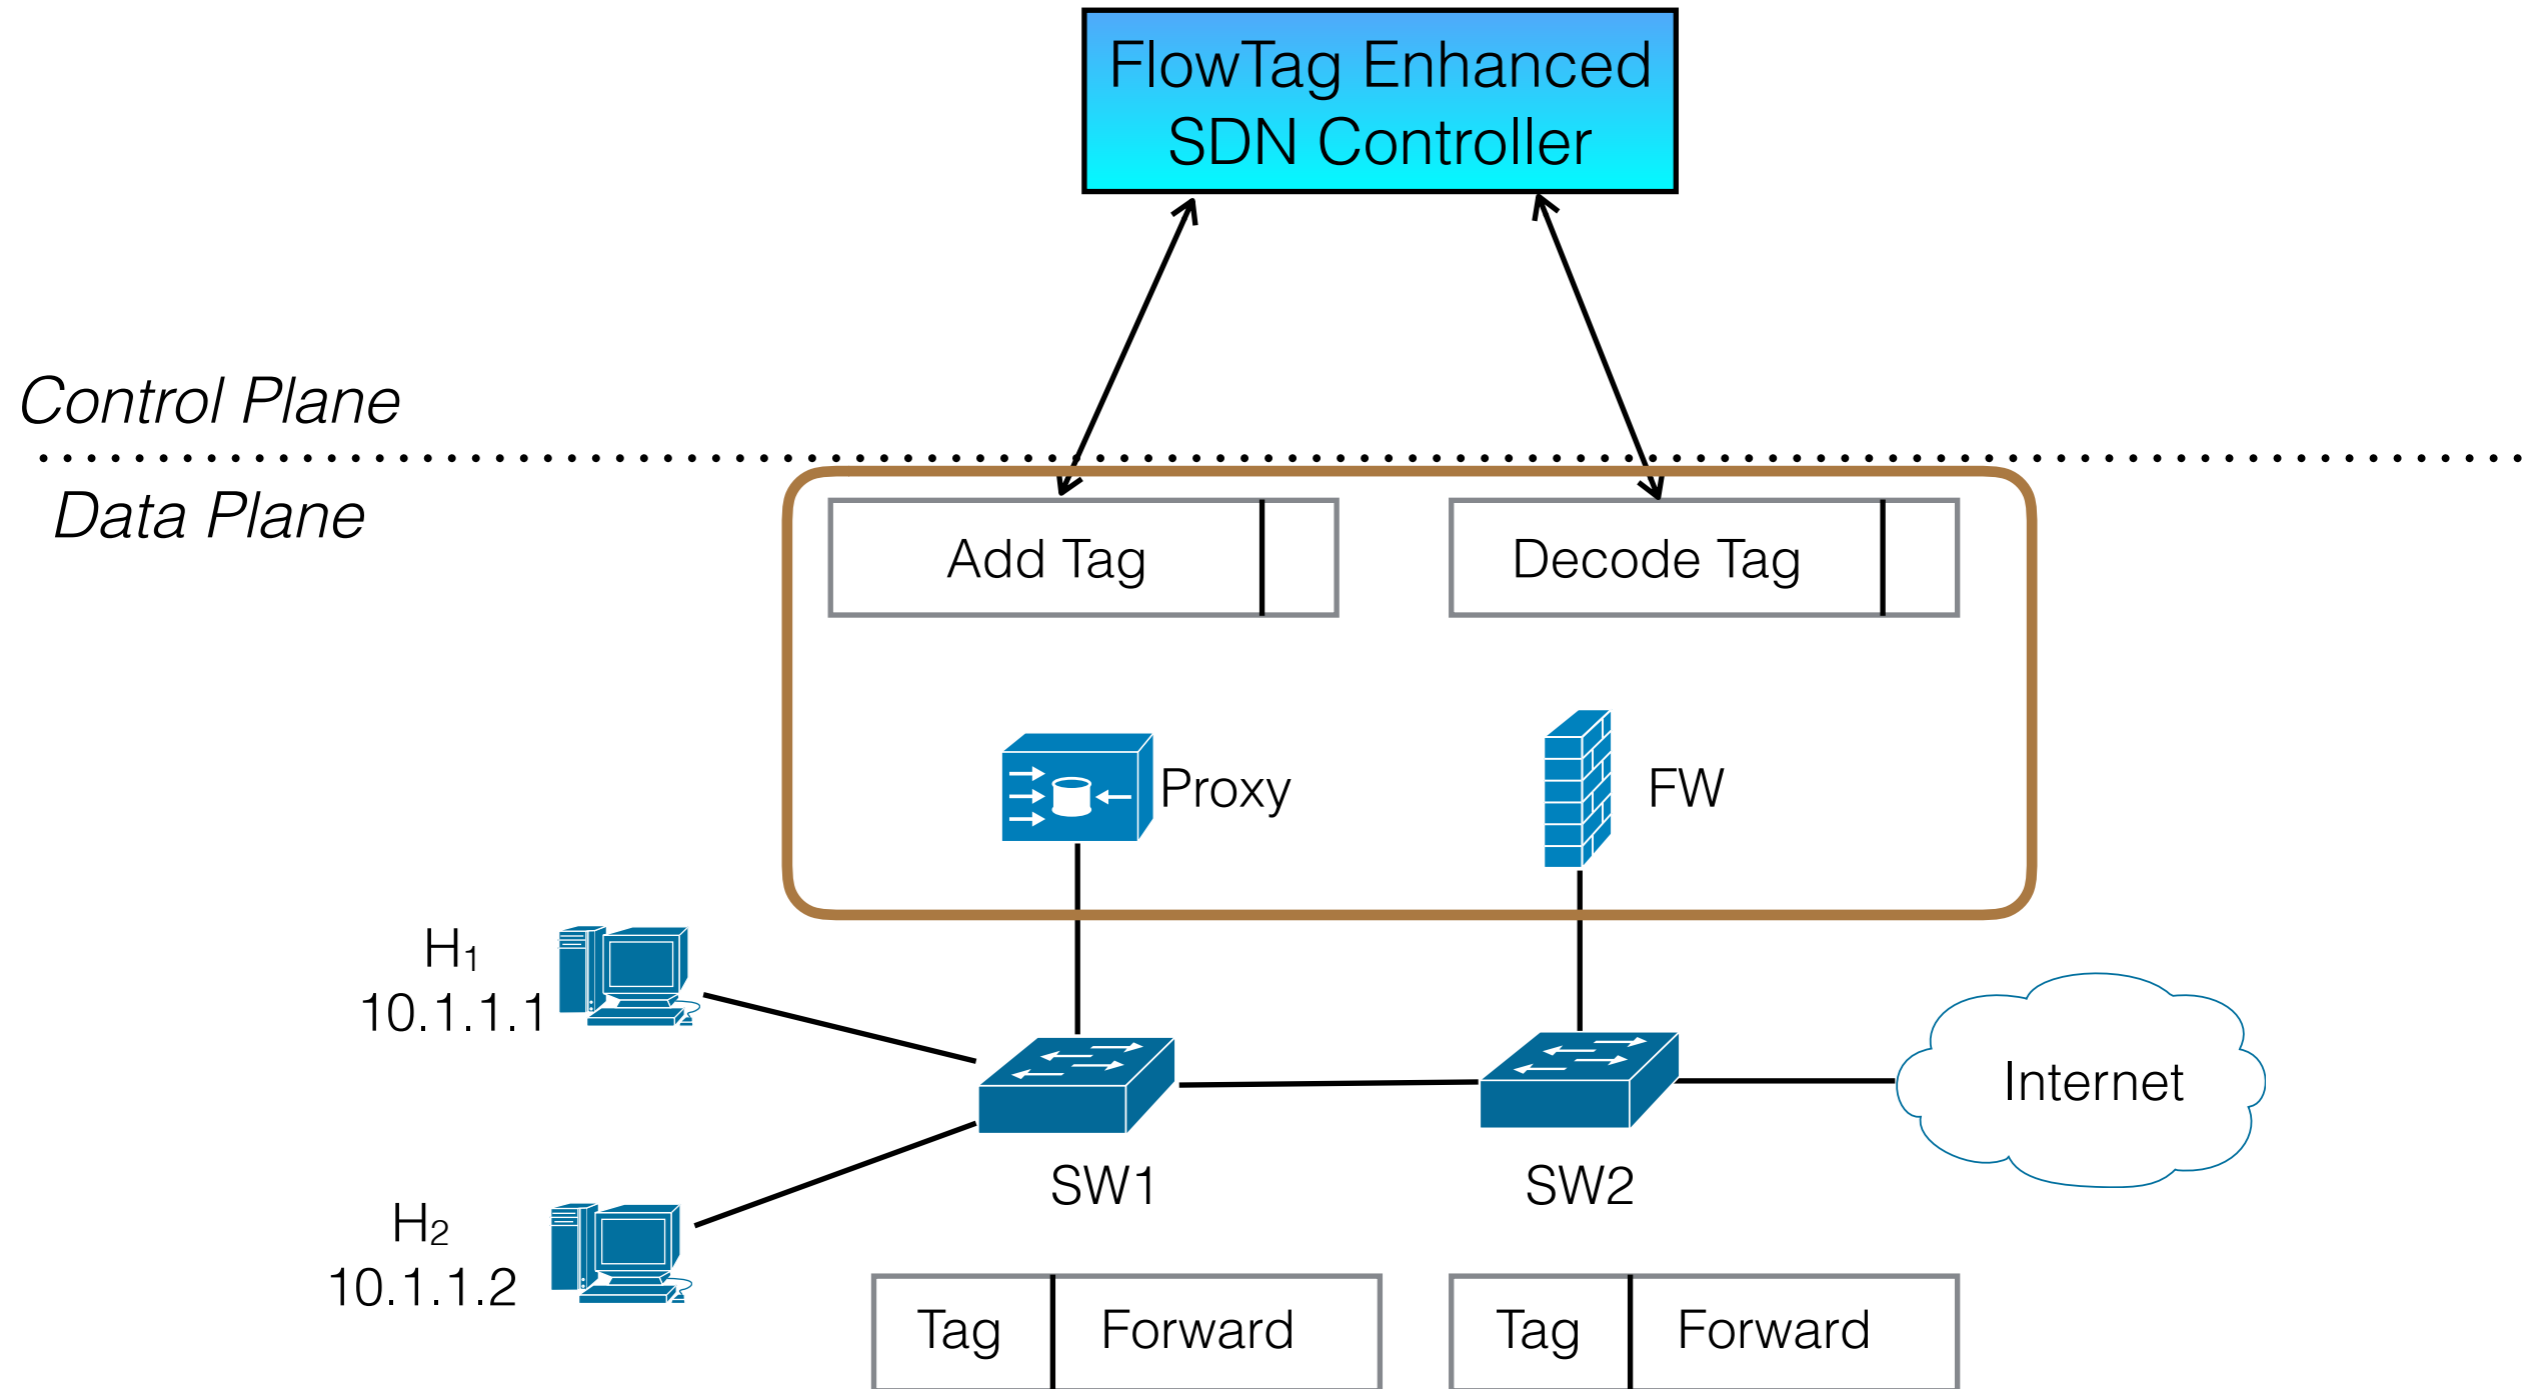 FlowTag Enhanced
SDN Controller
Control Plane
Data Plane
Add Tag
Decode Tag
Proxy
FW
H₁
10.1.1.1
Internet
SW1
SW2
H₂
10.1.1.2
Tag
Forward
Tag
Forward